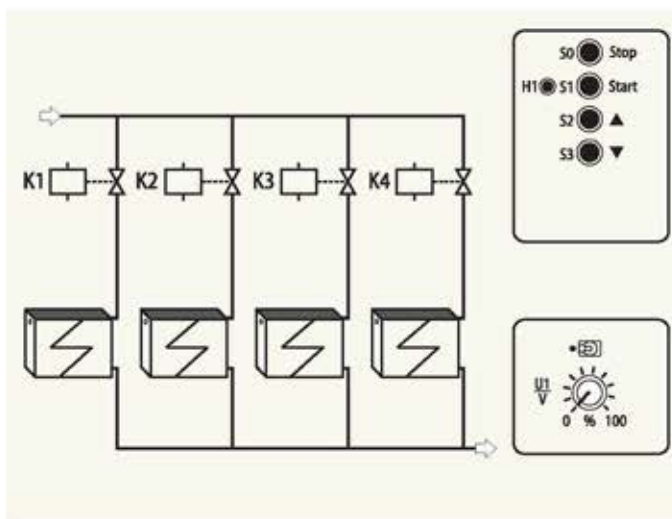 S0 Stop
H1 S1 Start
S2 ▲
S3 ▼
K1 K2 K3 K4
U1
V
0 % 100